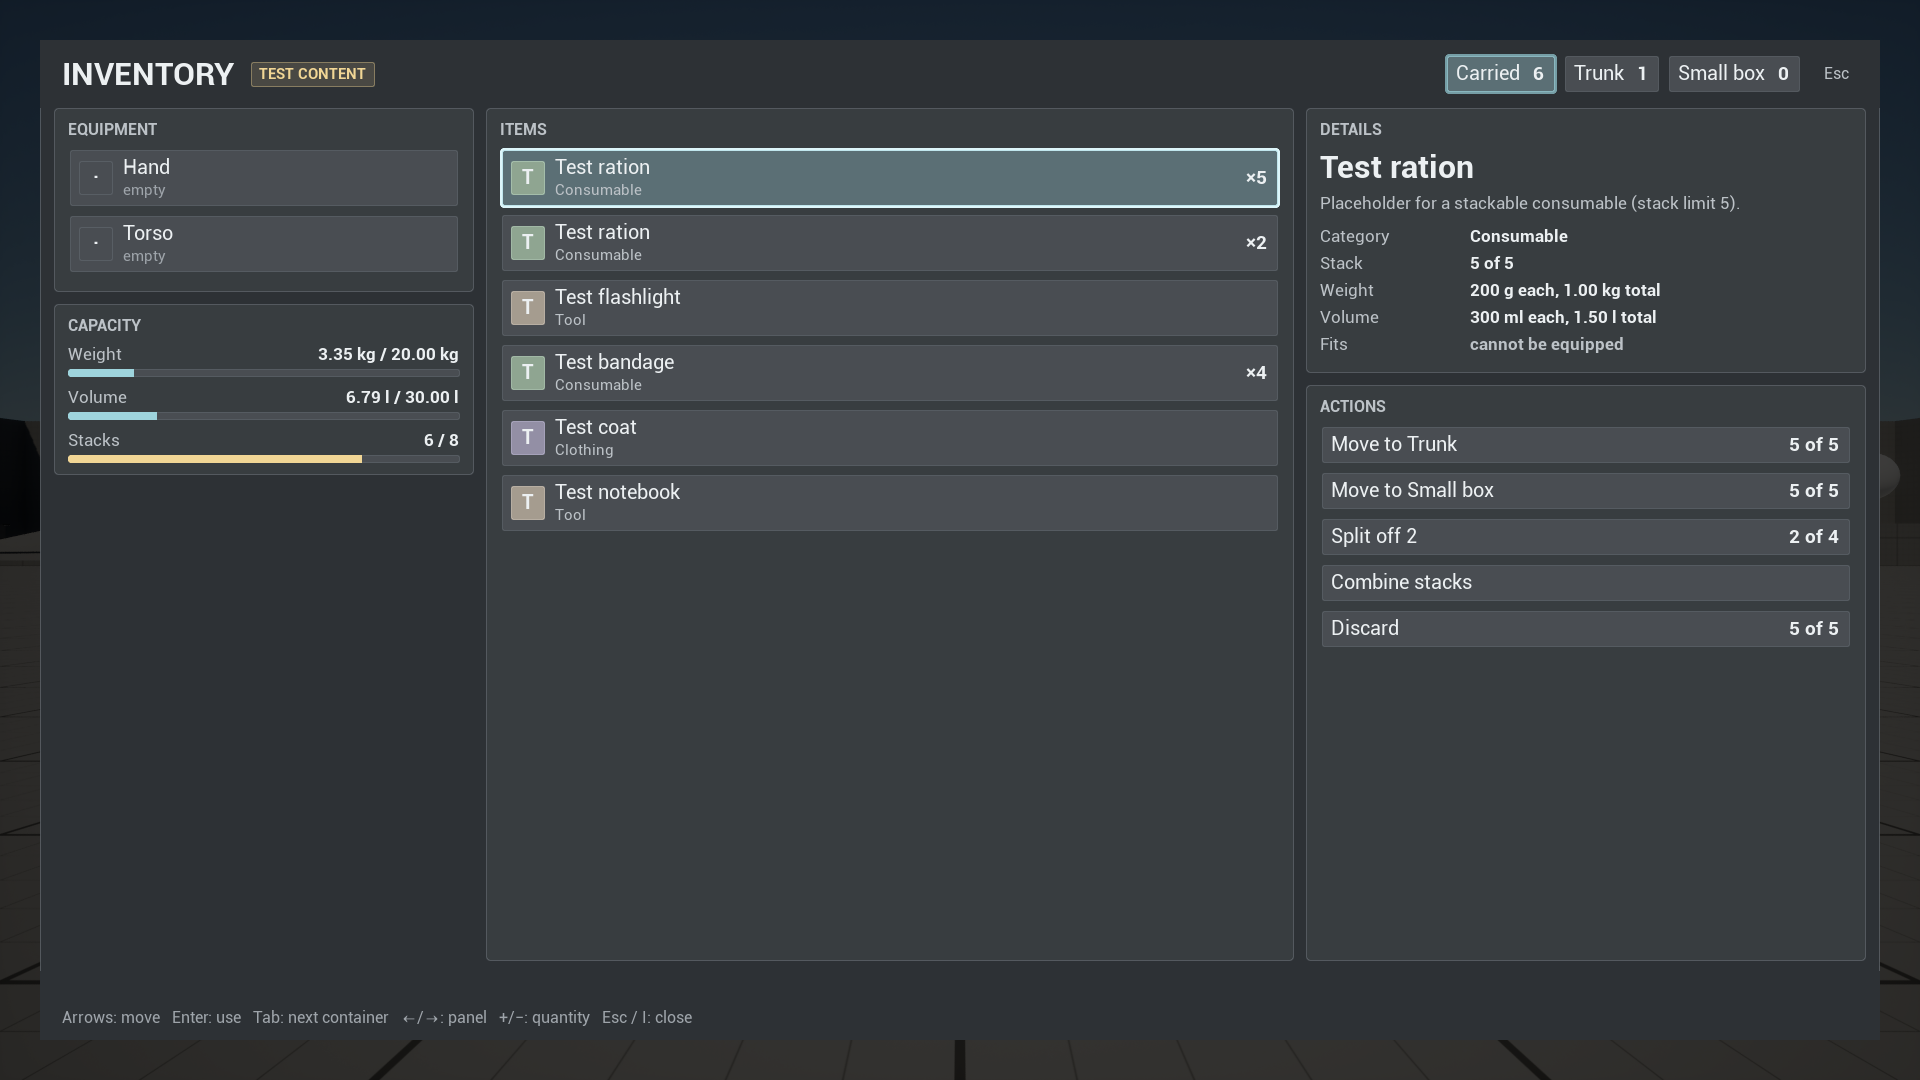 INVENTORY TEST CONTENT Carried 6 Trunk 1 Small box 0 Esc
EQUIPMENT
Hand
empty
Torso
empty
CAPACITY
Weight 3.35 kg / 20.00 kg
Volume 6.79 l / 30.00 l
Stacks 6 / 8
ITEMS
T Test ration ×5
Consumable
T Test ration ×2
Consumable
T Test flashlight
Tool
T Test bandage ×4
Consumable
T Test coat
Clothing
T Test notebook
Tool
DETAILS
Test ration
Placeholder for a stackable consumable (stack limit 5).
Category Consumable
Stack 5 of 5
Weight 200 g each, 1.00 kg total
Volume 300 ml each, 1.50 l total
Fits cannot be equipped
ACTIONS
Move to Trunk 5 of 5
Move to Small box 5 of 5
Split off 2 2 of 4
Combine stacks
Discard 5 of 5
Arrows: move Enter: use Tab: next container ←/→: panel +/−: quantity Esc / I: close